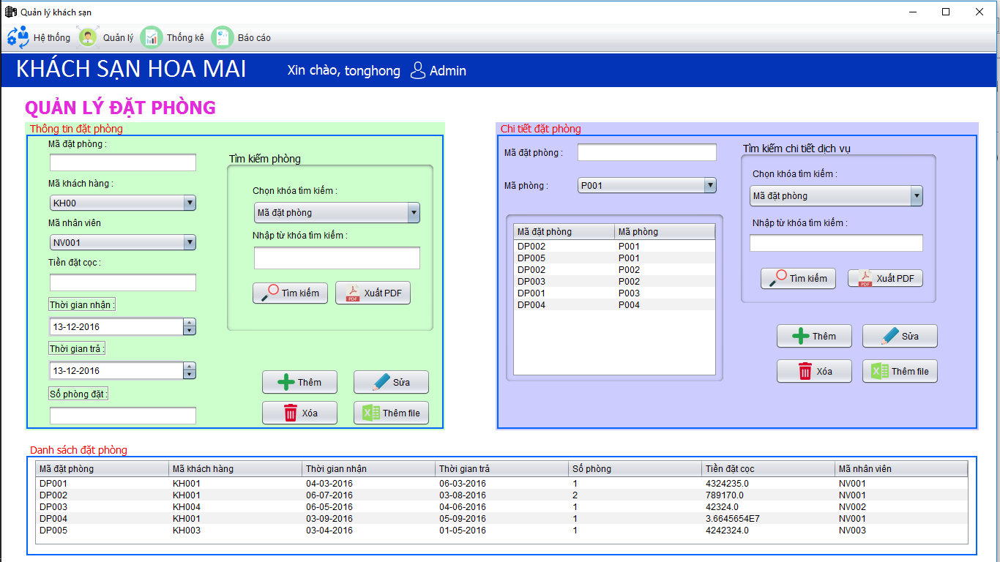 Quản lý khách sạn
Hệ thống Quản lý Thống kê Báo cáo
KHÁCH SẠN HOA MAI Xin chào, tonghong Admin
QUẢN LÝ ĐẶT PHÒNG
Thông tin đặt phòng
Mã đặt phòng :
Mã khách hàng :
KH00
Mã nhân viên
NV001
Tiền đặt cọc :
Thời gian nhận :
13-12-2016
Thời gian trả :
13-12-2016
Số phòng đặt :
Tìm kiếm phòng
Chọn khóa tìm kiếm :
Mã đặt phòng
Nhập từ khóa tìm kiếm :
Tìm kiếm PDF Xuất PDF
Thêm Sửa
Xóa Thêm file
Chi tiết đặt phòng
Mã đặt phòng :
Mã phòng : P001
Mã đặt phòng Mã phòng
DP002 P001
DP005 P001
DP002 P002
DP003 P002
DP001 P003
DP004 P004
Tìm kiếm chi tiết dịch vụ
Chọn khóa tìm kiếm :
Mã đặt phòng
Nhập từ khóa tìm kiếm :
Tìm kiếm PDF Xuất PDF
Thêm Sửa
Xóa Thêm file
Danh sách đặt phòng
Mã đặt phòng Mã khách hàng Thời gian nhận Thời gian trả Số phòng Tiền đặt cọc Mã nhân viên
DP001 KH001 04-03-2016 06-03-2016 1 4324235.0 NV001
DP002 KH001 06-07-2016 03-08-2016 2 789170.0 NV001
DP003 KH004 06-05-2016 04-06-2016 1 42324.0 NV002
DP004 KH001 03-09-2016 05-09-2016 1 3.6645654E7 NV001
DP005 KH003 03-04-2016 01-05-2016 1 4242324.0 NV003